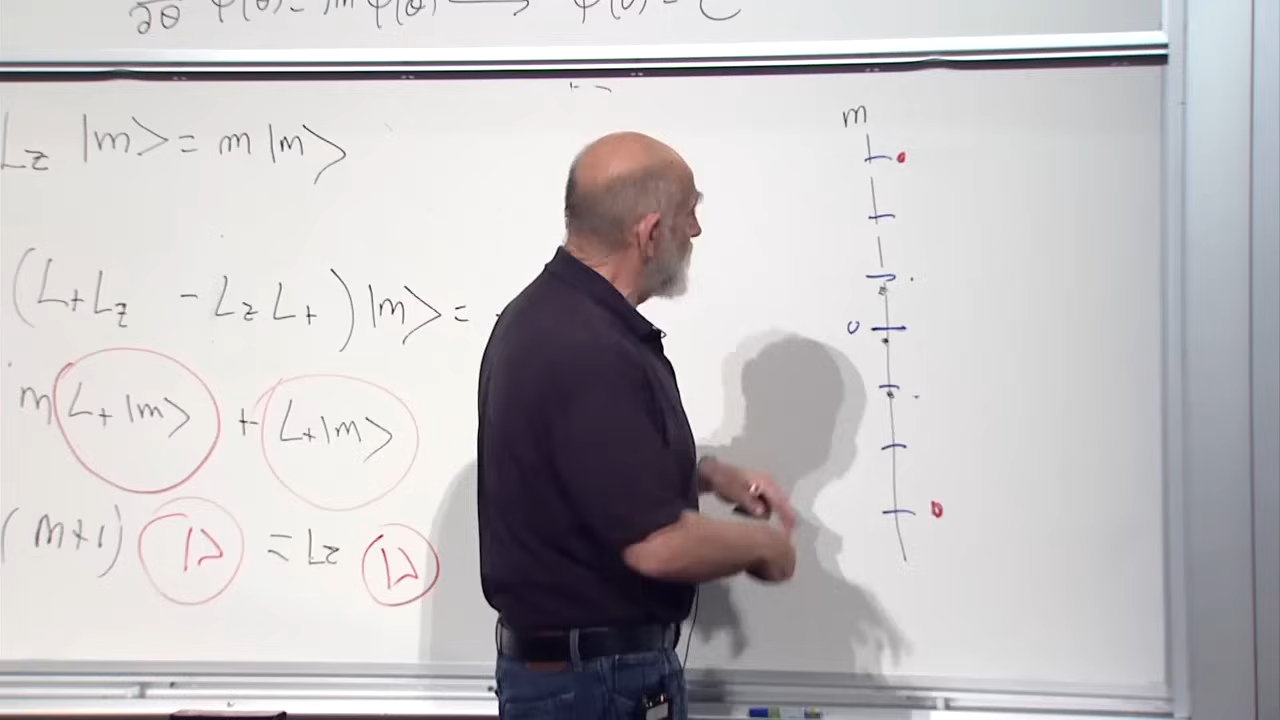 ∂θ ψ(θ) = m ψ(θ) → ψ(θ) = e
Lz |m⟩ = m |m⟩
(L+Lz - LzL+) |m⟩ =
m L+|m⟩ + L+|m⟩
(m+1) |⟩ = Lz |⟩
m
0